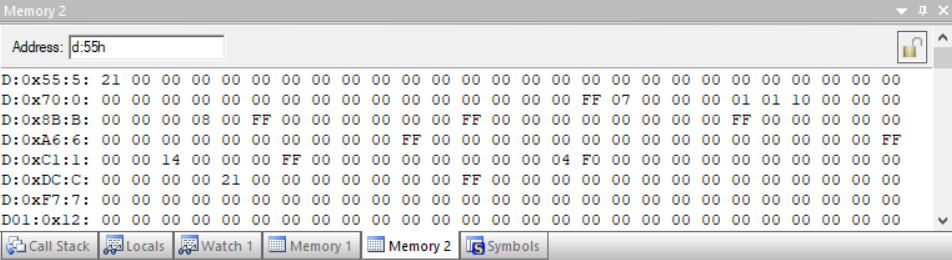 Memory 2
Address: d:55h
D:0x55:5: 21 00 00 00 00 00 00 00 00 00 00 00 00 00 00 00 00 00 00 00 00 00 00 00 00 00 00
D:0x70:0: 00 00 00 00 00 00 00 00 00 00 00 00 00 00 00 00 FF 07 00 00 00 01 01 10 00 00 00
D:0x8B:B: 00 00 00 08 00 FF 00 00 00 00 00 00 FF 00 00 00 00 00 00 00 00 FF 00 00 00 00 00
D:0xA6:6: 00 00 00 00 00 00 00 00 00 00 FF 00 00 00 00 00 00 00 00 00 00 00 00 00 00 00 FF
D:0xC1:1: 00 00 14 00 00 00 FF 00 00 00 00 00 00 00 00 04 F0 00 00 00 00 00 00 00 00 00 00
D:0xDC:C: 00 00 00 00 21 00 00 00 00 00 00 00 FF 00 00 00 00 00 00 00 00 00 00 00 00 00 00
D:0xF7:7: 00 00 00 00 00 00 00 00 00 00 00 00 00 00 00 00 00 00 00 00 00 00 00 00 00 00 00
D01:0x12: 00 00 00 00 00 00 00 00 00 00 00 00 00 00 00 00 00 00 00 00 00 00 00 00 00 00 00
Call Stack Locals Watch 1 Memory 1 Memory 2 Symbols